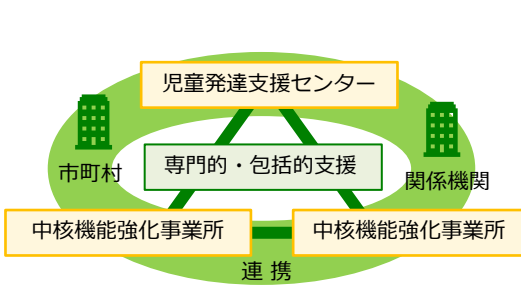 児童発達支援センター
市町村
専門的・包括的支援
関係機関
中核機能強化事業所
中核機能強化事業所
連 携